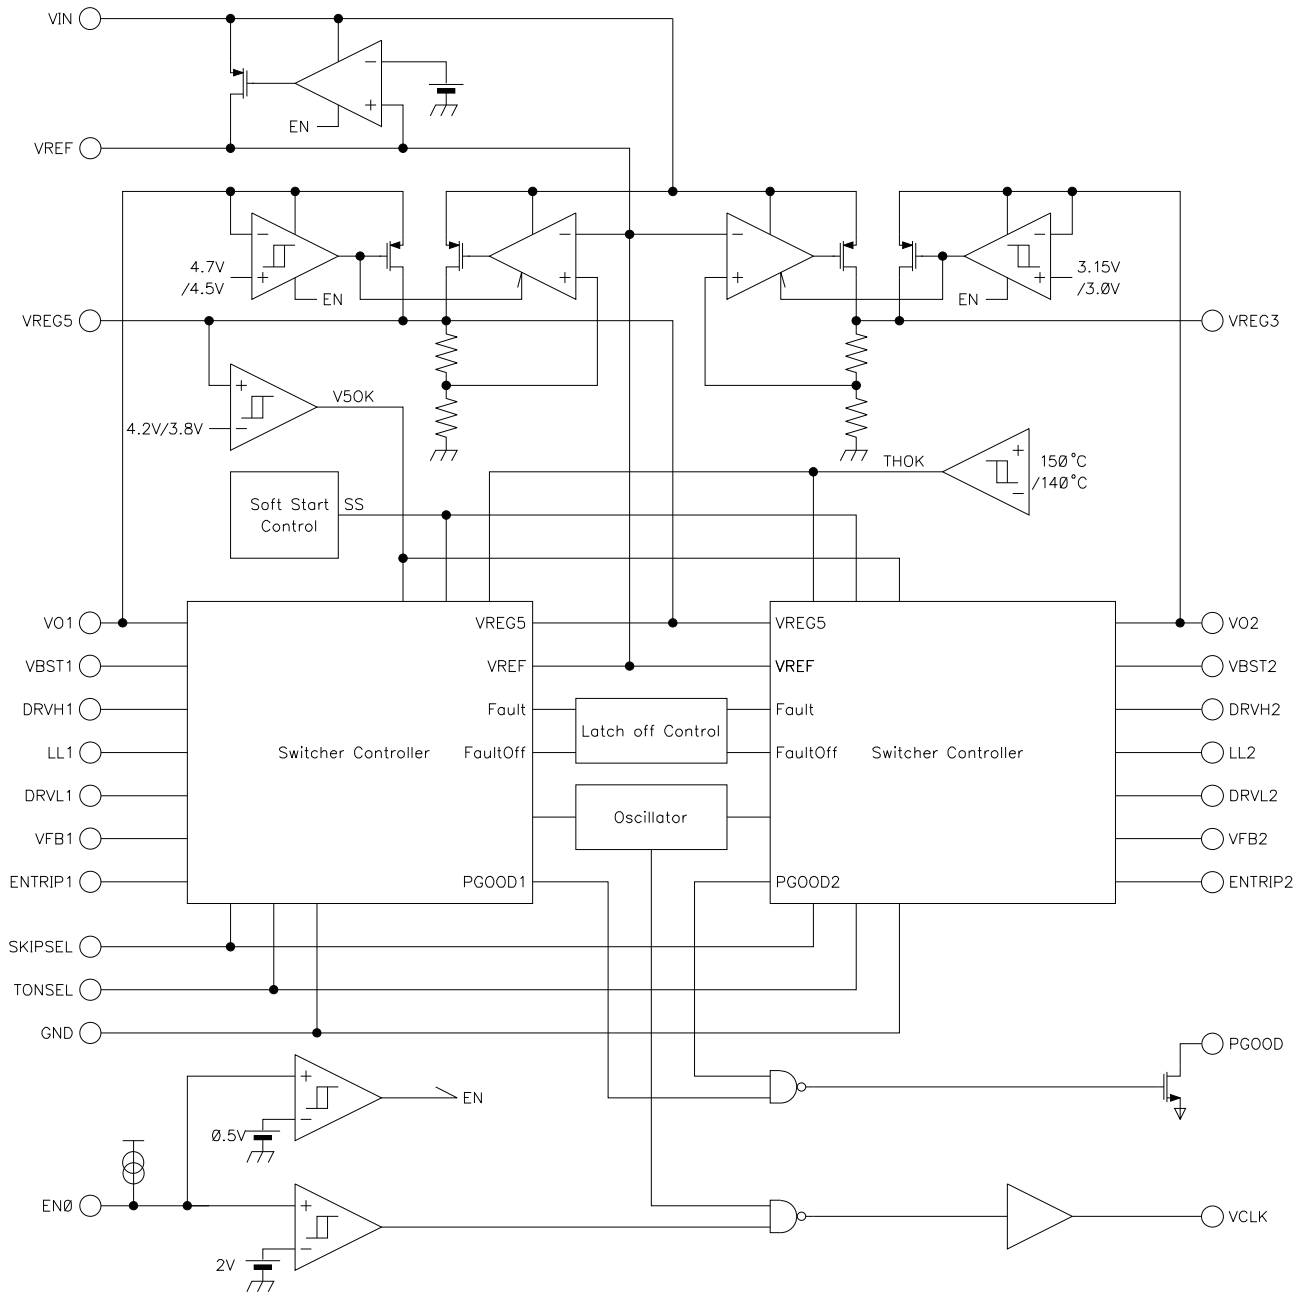 VIN
−
+
EN
VREF
−
4.7V
/4.5V
+
EN
−
+
−
+
−
3.15V
/3.0V
+
EN
VREG5
VREG3
+
V5OK
4.2V/3.8V
−
THOK
+
−
150°C
/140°C
Soft Start
Control
SS
VO1
VREG5
VREG5
VO2
VBST1
VREF
VREF
VBST2
DRVH1
Fault
Latch off Control
Fault
DRVH2
LL1
Switcher Controller
FaultOff
FaultOff
Switcher Controller
LL2
DRVL1
Oscillator
DRVL2
VFB1
VFB2
ENTRIP1
PGOOD1
PGOOD2
ENTRIP2
SKIPSEL
TONSEL
GND
PGOOD
+
−
EN
0.5V
EN0
+
−
2V
VCLK